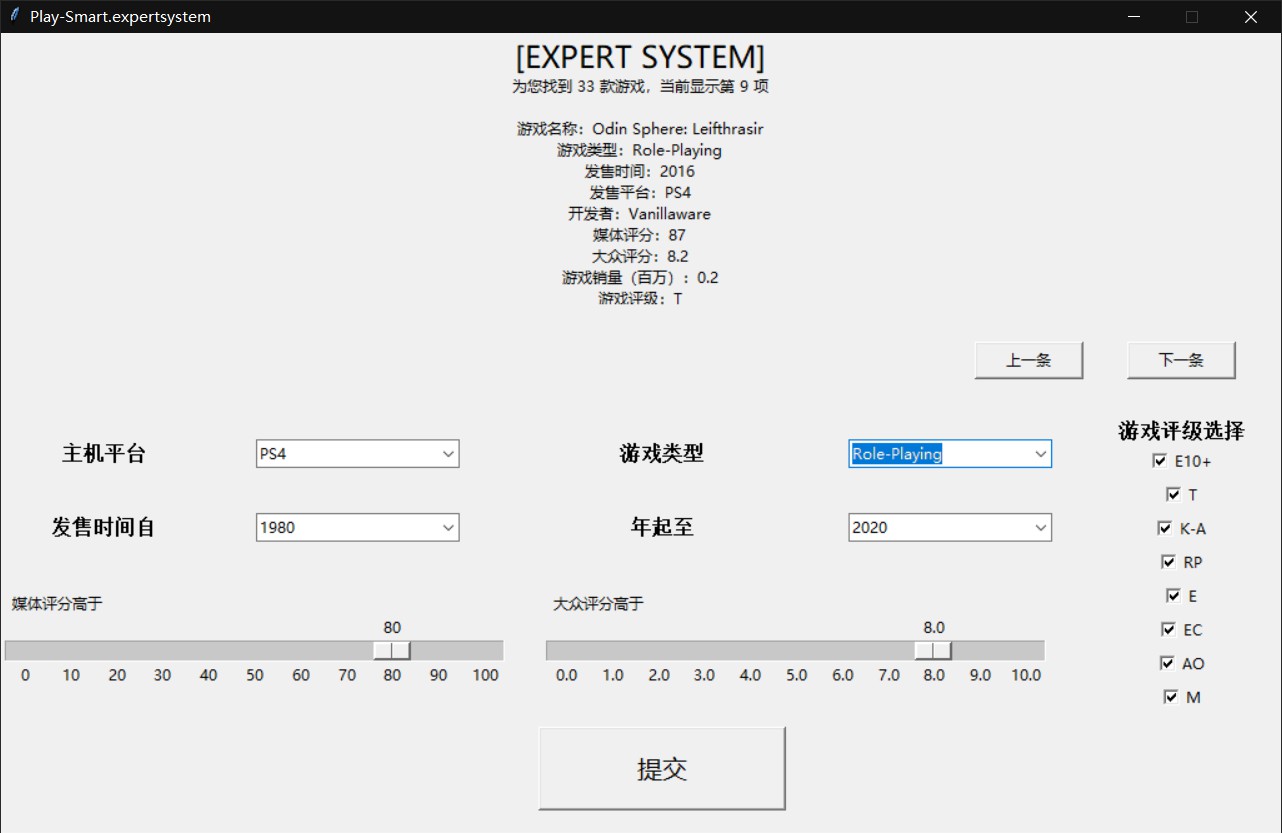 Play-Smart.expertsystem
[EXPERT SYSTEM]
为您找到 33 款游戏，当前显示第 9 项
游戏名称：Odin Sphere: Leifthrasir
游戏类型：Role-Playing
发售时间：2016
发售平台：PS4
开发者：Vanillaware
媒体评分：87
大众评分：8.2
游戏销量（百万）：0.2
游戏评级：T
上一条 下一条
主机平台 PS4 游戏类型 Role-Playing
发售时间自 1980 年起至 2020
游戏评级选择
E10+
T
K-A
RP
E
EC
AO
M
媒体评分高于
80
0 10 20 30 40 50 60 70 80 90 100
大众评分高于
8.0
0.0 1.0 2.0 3.0 4.0 5.0 6.0 7.0 8.0 9.0 10.0
提交